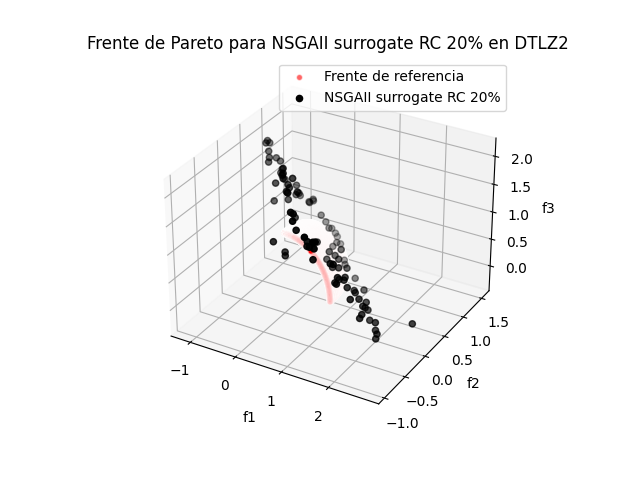 Frente de Pareto para NSGAII surrogate RC 20% en DTLZ2
Frente de referencia
NSGAII surrogate RC 20%
2.0
1.5
1.0
0.5
0.0
f3
1.5
1.0
0.5
0.0
−0.5
−1.0
f2
−1
0
1
2
f1